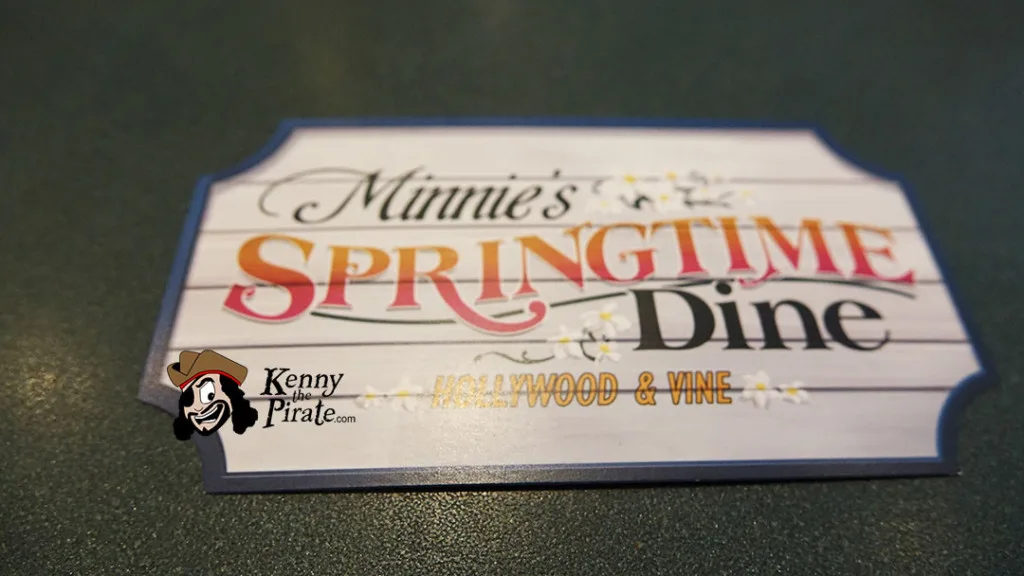 Minnie's
SPRINGTIME
Dine
HOLLYWOOD & VINE
Kenny
the
Pirate.com